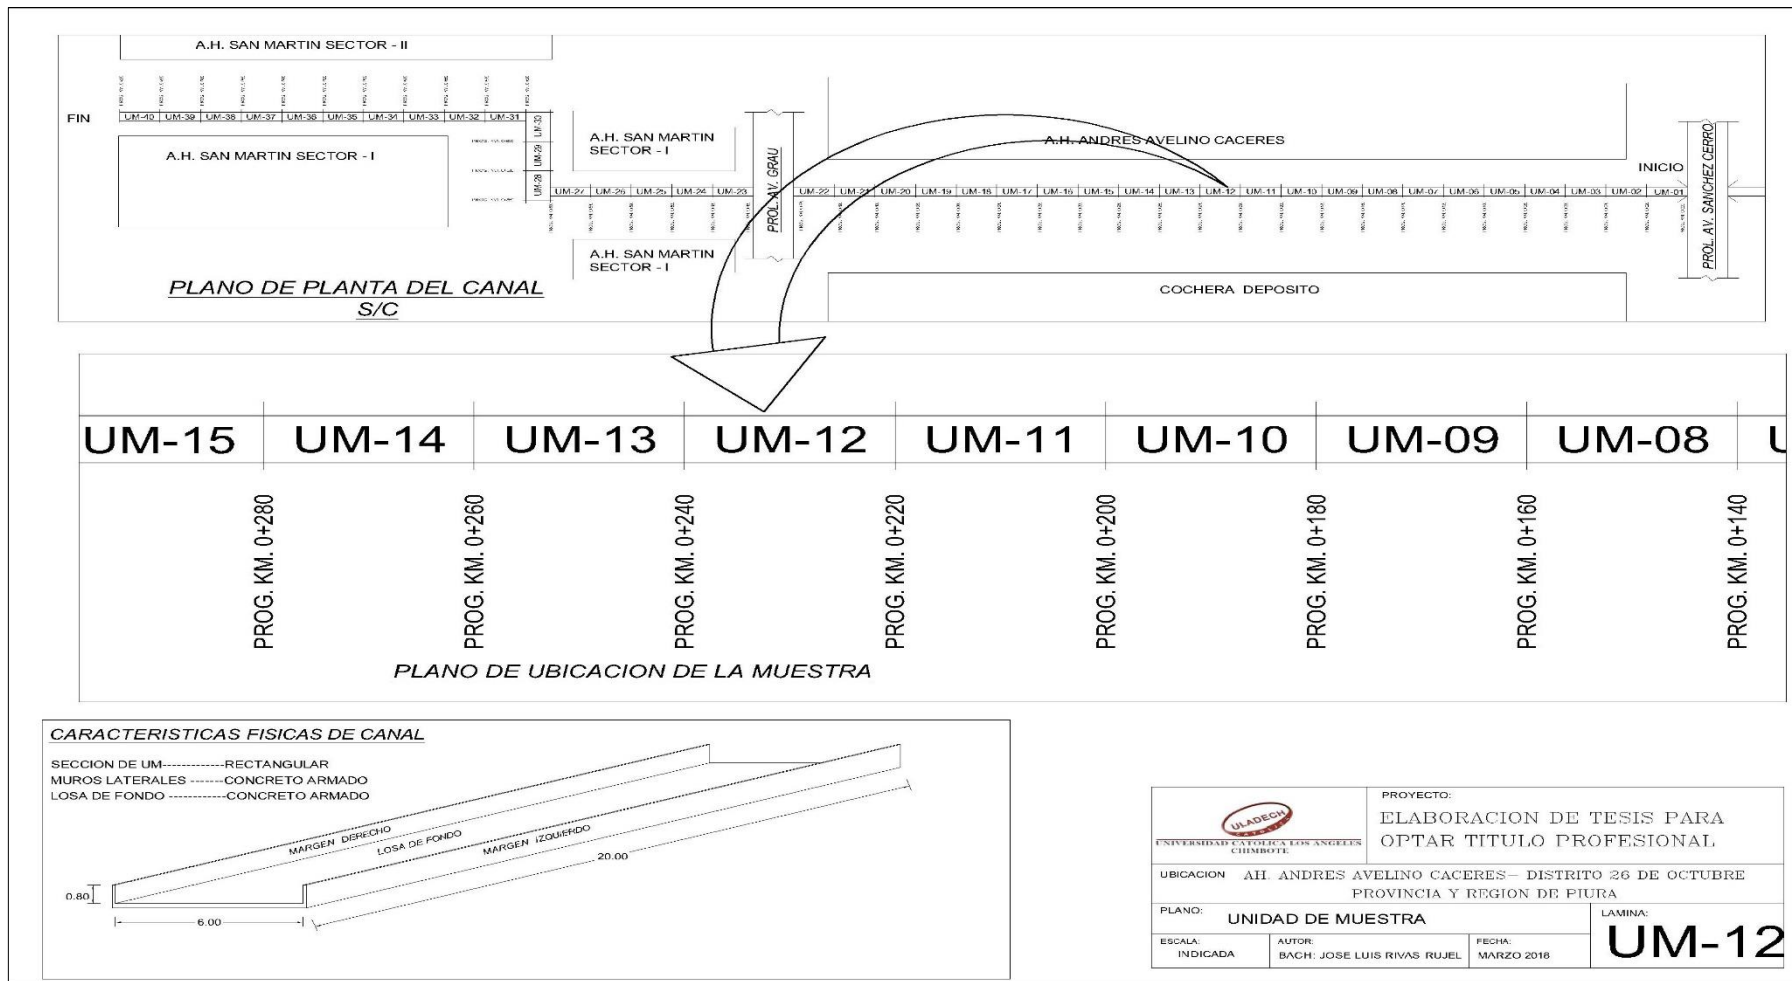 A.H. SAN MARTIN SECTOR - II
FIN
UM-40 UM-39 UM-38 UM-37 UM-36 UM-35 UM-34 UM-33 UM-32 UM-31
UM-30
UM-29
UM-28
A.H. SAN MARTIN SECTOR - I
A.H. SAN MARTIN
SECTOR - I
UM-27 UM-26 UM-25 UM-24 UM-23
A.H. SAN MARTIN
SECTOR - I
PROL. AV. GRAU
A.H. ANDRES AVELINO CACERES
INICIO
UM-22 UM-21 UM-20 UM-19 UM-18 UM-17 UM-16 UM-15 UM-14 UM-13 UM-12 UM-11 UM-10 UM-09 UM-08 UM-07 UM-06 UM-05 UM-04 UM-03 UM-02 UM-01
PROL. AV. SANCHEZ CERRO
COCHERA DEPOSITO
PLANO DE PLANTA DEL CANAL
S/C
UM-15 UM-14 UM-13 UM-12 UM-11 UM-10 UM-09 UM-08
PROG. KM. 0+280
PROG. KM. 0+260
PROG. KM. 0+240
PROG. KM. 0+220
PROG. KM. 0+200
PROG. KM. 0+180
PROG. KM. 0+160
PROG. KM. 0+140
PLANO DE UBICACION DE LA MUESTRA
CARACTERISTICAS FISICAS DE CANAL
SECCION DE UM------------RECTANGULAR
MUROS LATERALES ------CONCRETO ARMADO
LOSA DE FONDO -----------CONCRETO ARMADO
MARGEN DERECHO
LOSA DE FONDO
MARGEN IZQUIERDO
20.00
0.80
6.00
ULADECH
CATOLICA
UNIVERSIDAD CATOLICA LOS ANGELES
CHIMBOTE
PROYECTO:
ELABORACION DE TESIS PARA
OPTAR TITULO PROFESIONAL
UBICACION AH. ANDRES AVELINO CACERES- DISTRITO 26 DE OCTUBRE
PROVINCIA Y REGION DE PIURA
PLANO:
UNIDAD DE MUESTRA
LAMINA:
UM-12
ESCALA:
INDICADA
AUTOR:
BACH: JOSE LUIS RIVAS RUJEL
FECHA:
MARZO 2018